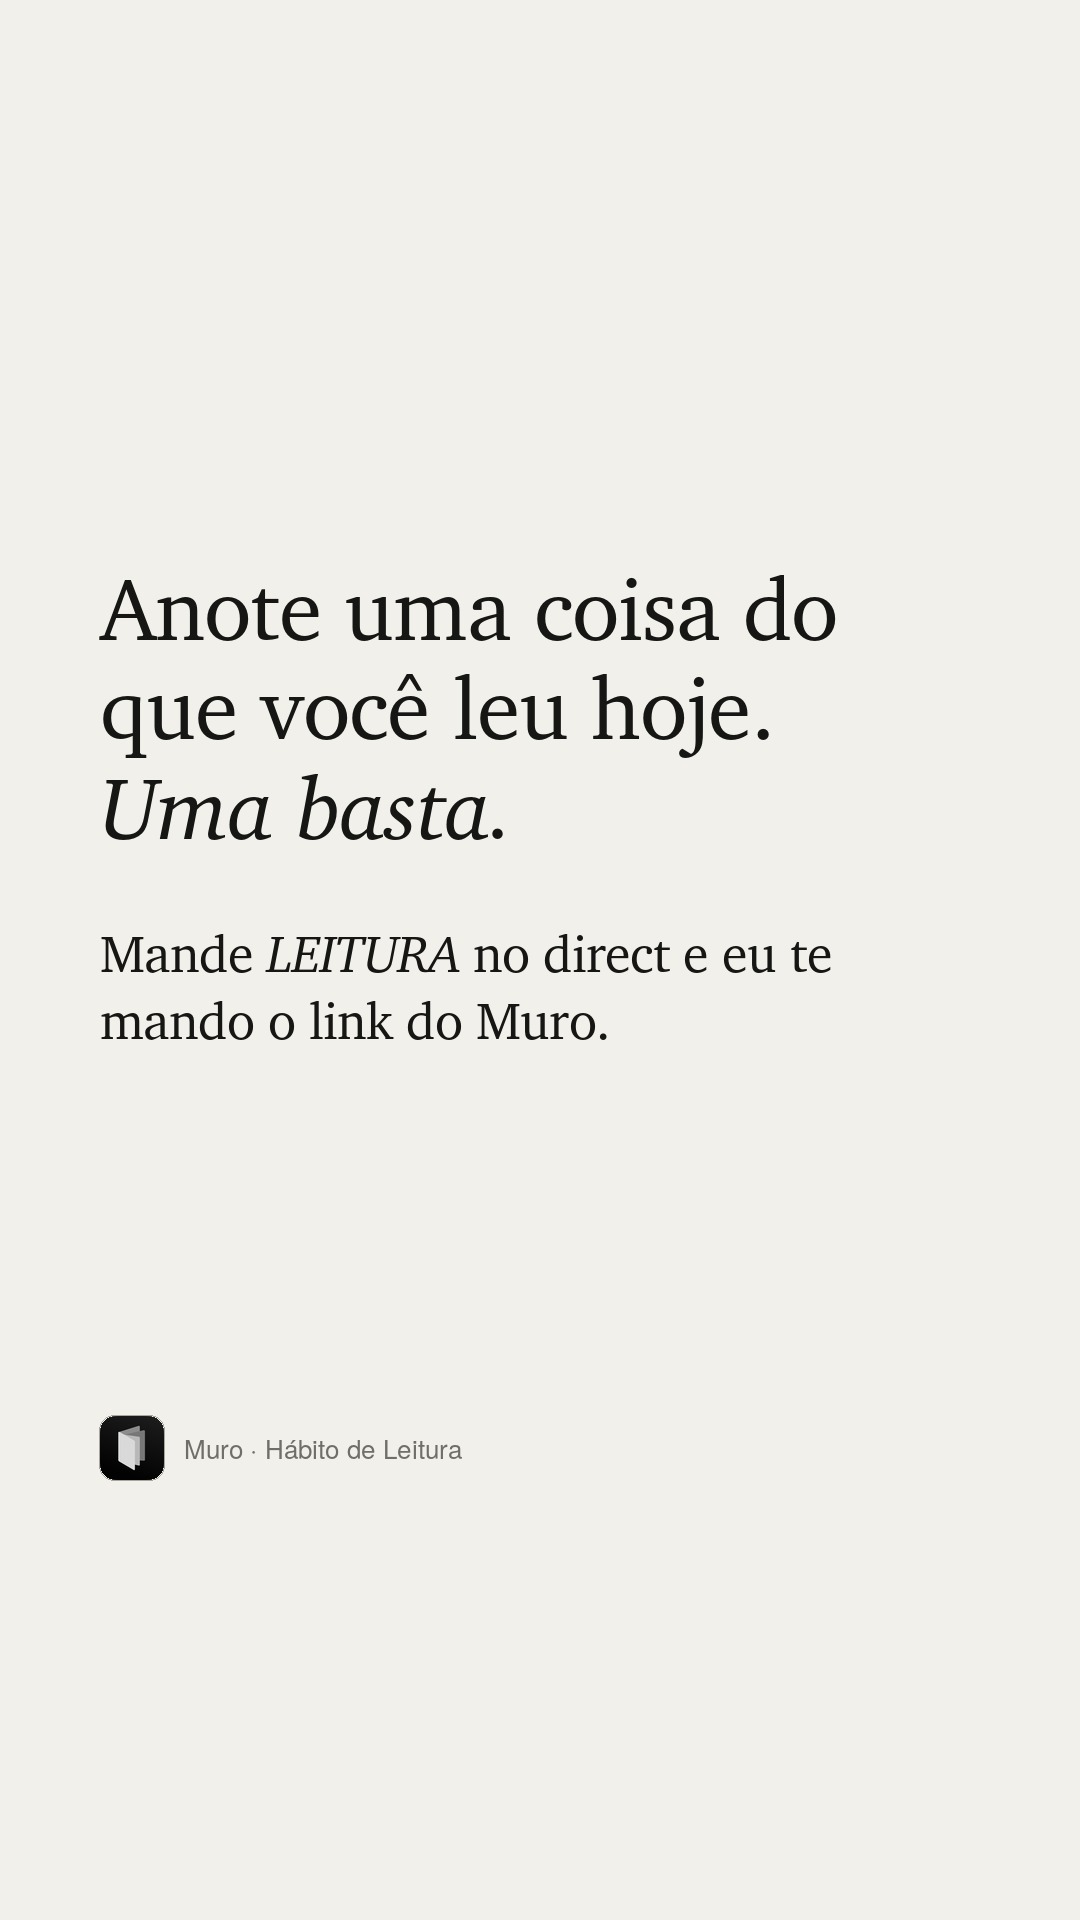 Anote uma coisa do
que você leu hoje.
Uma basta.
Mande LEITURA no direct e eu te
mando o link do Muro.
Muro · Hábito de Leitura